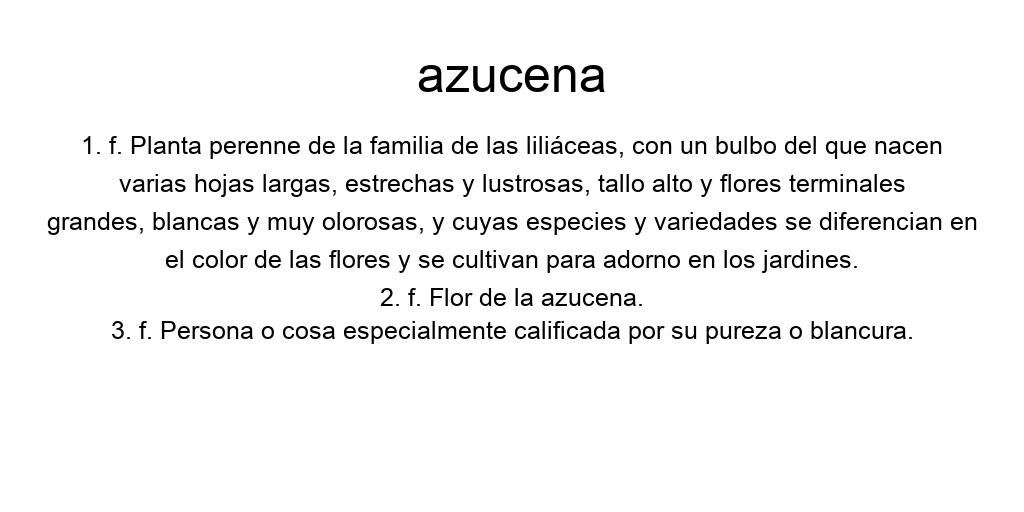 azucena
1. f. Planta perenne de la familia de las liliáceas, con un bulbo del que nacen
varias hojas largas, estrechas y lustrosas, tallo alto y flores terminales
grandes, blancas y muy olorosas, y cuyas especies y variedades se diferencian en
el color de las flores y se cultivan para adorno en los jardines.
2. f. Flor de la azucena.
3. f. Persona o cosa especialmente calificada por su pureza o blancura.